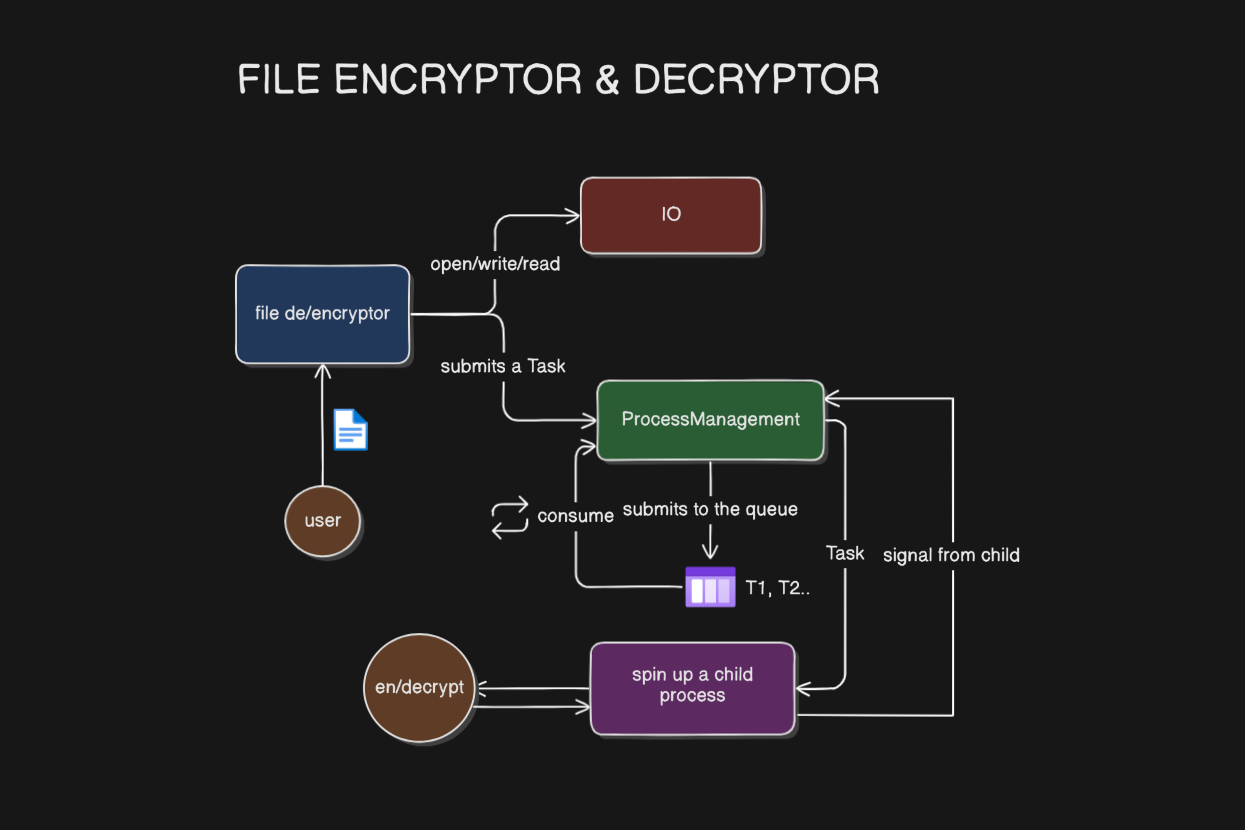 FILE ENCRYPTOR & DECRYPTOR
IO
open/write/read
file de/encryptor
submits a Task
ProcessManagement
user
consume
submits to the queue
Task
signal from child
T1, T2..
en/decrypt
spin up a child
process